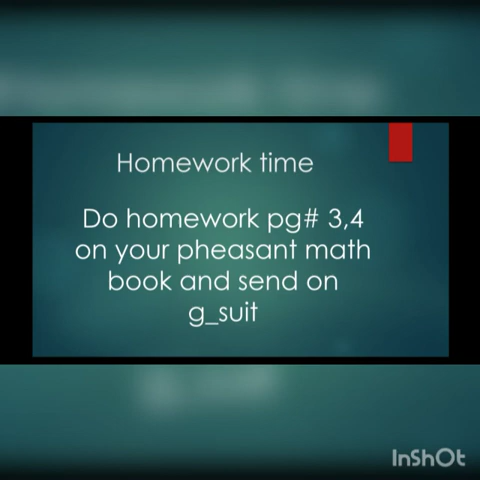 Homework time
Do homework pg# 3,4
on your pheasant math
book and send on
g_suit
InShOt